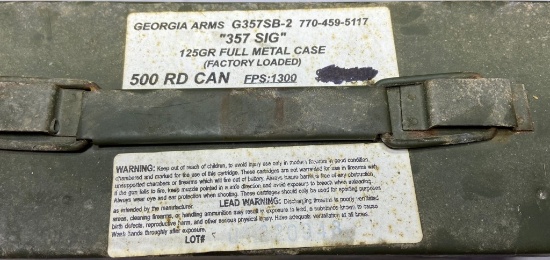 GEORGIA ARMS G357SB-2 770-459-5117
"357 SIG"
125GR FULL METAL CASE
(FACTORY LOADED)
500 RD CAN FPS:1300
WARNING: Keep out of reach of children, to avoid injury use only in modern firearms in good condition,
chambered and marked for the use of this cartridge. These cartridges are not warranted for use in firearms with
unsupported chambers or firearms which will fire out of battery. Always insure barrel is free of any obstruction,
if the gun fails to fire, keep muzzle pointed in a safe direction and avoid exposure to breech when unloading.
Always wear eye and ear protection when shooting. These cartridges should only be used for purposes
as intended by the manufacturer.
LEAD WARNING: Discharging firearms in poorly ventilated
areas, cleaning firearms, or handling ammunition may result in exposure to lead, a substance known to cause
birth defects, reproductive harm, and other serious physical injury. Have adequate ventilation at all times.
Wash hands throughly after exposure.
LOT#